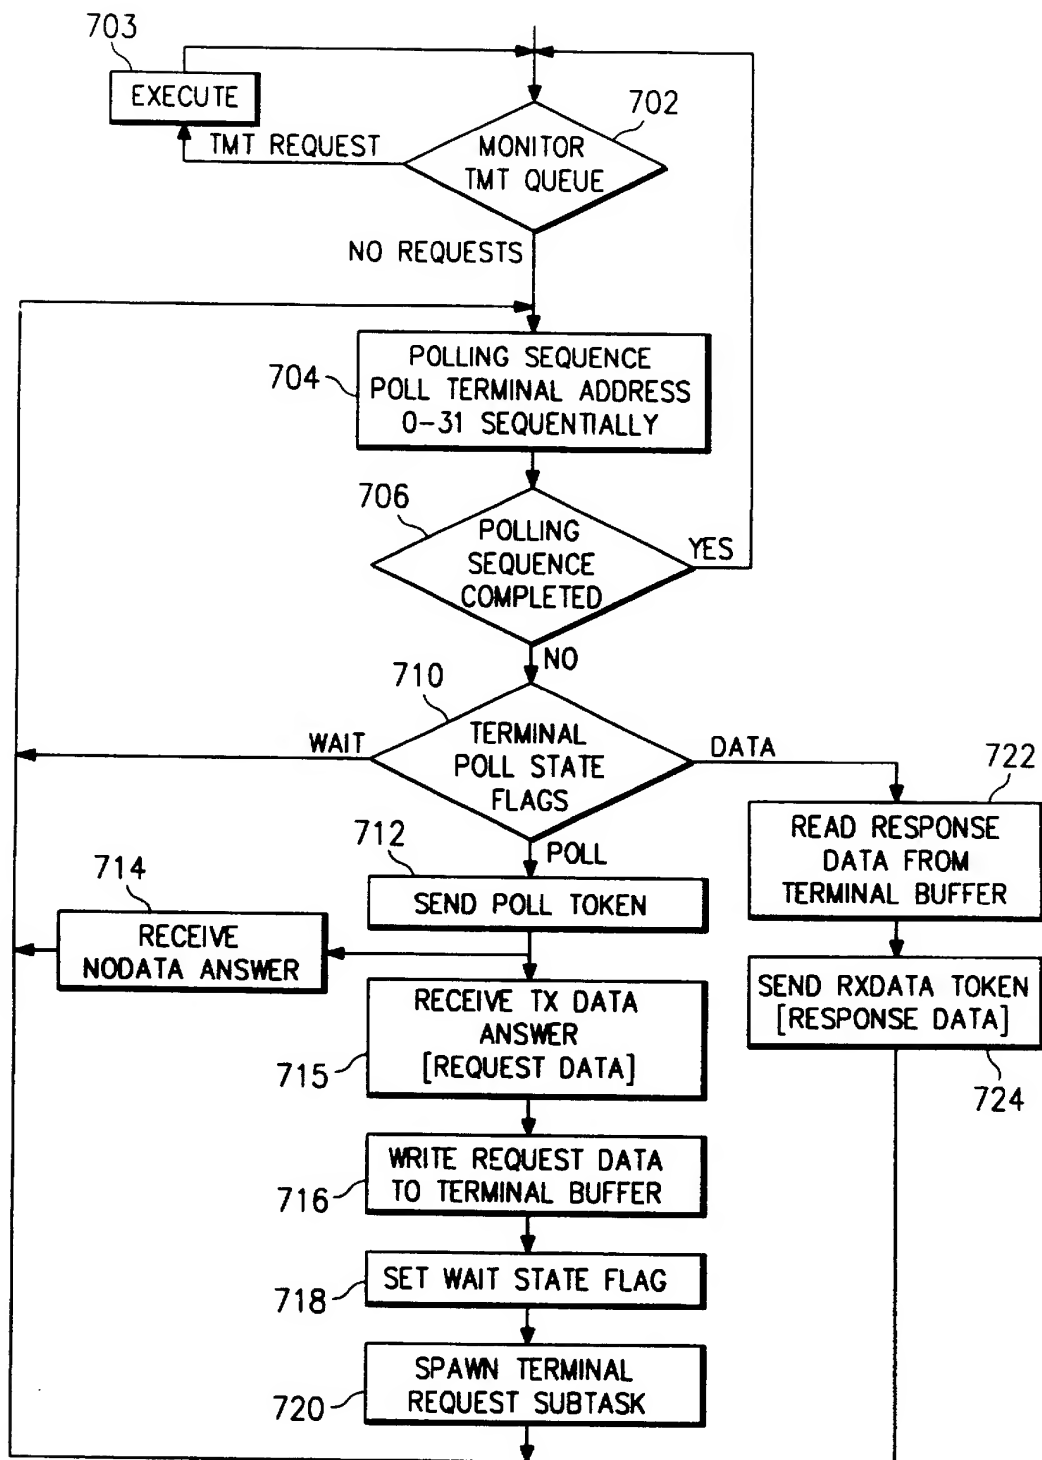 703
EXECUTE
TMT REQUEST
702
MONITOR
TMT QUEUE
NO REQUESTS
704
POLLING SEQUENCE
POLL TERMINAL ADDRESS
0-31 SEQUENTIALLY
706
POLLING
SEQUENCE
COMPLETED
YES
NO
710
TERMINAL
POLL STATE
FLAGS
WAIT
DATA
POLL
722
READ RESPONSE
DATA FROM
TERMINAL BUFFER
712
SEND POLL TOKEN
714
RECEIVE
NODATA ANSWER
SEND RXDATA TOKEN
[RESPONSE DATA]
724
RECEIVE TX DATA
ANSWER
[REQUEST DATA]
715
WRITE REQUEST DATA
TO TERMINAL BUFFER
716
SET WAIT STATE FLAG
718
SPAWN TERMINAL
REQUEST SUBTASK
720